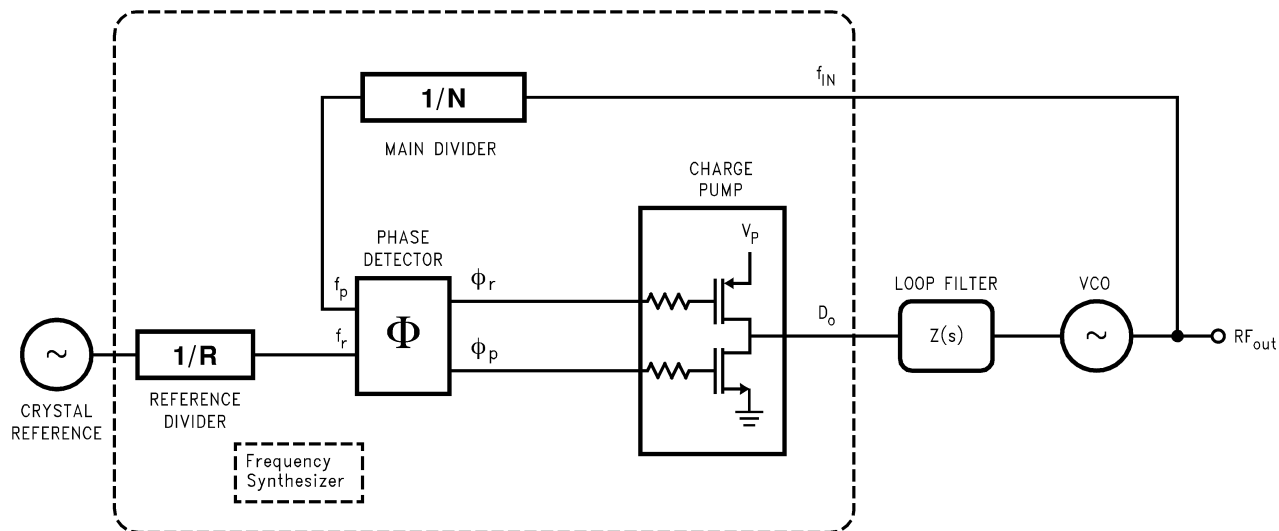 f_IN
1/N
MAIN DIVIDER
CHARGE
PUMP
V_P
PHASE
DETECTOR
f_p
ϕ_r
f_r
Φ
ϕ_p
D_o
LOOP FILTER
Z(s)
VCO
~
RF_out
~
1/R
CRYSTAL
REFERENCE
REFERENCE
DIVIDER
Frequency
Synthesizer